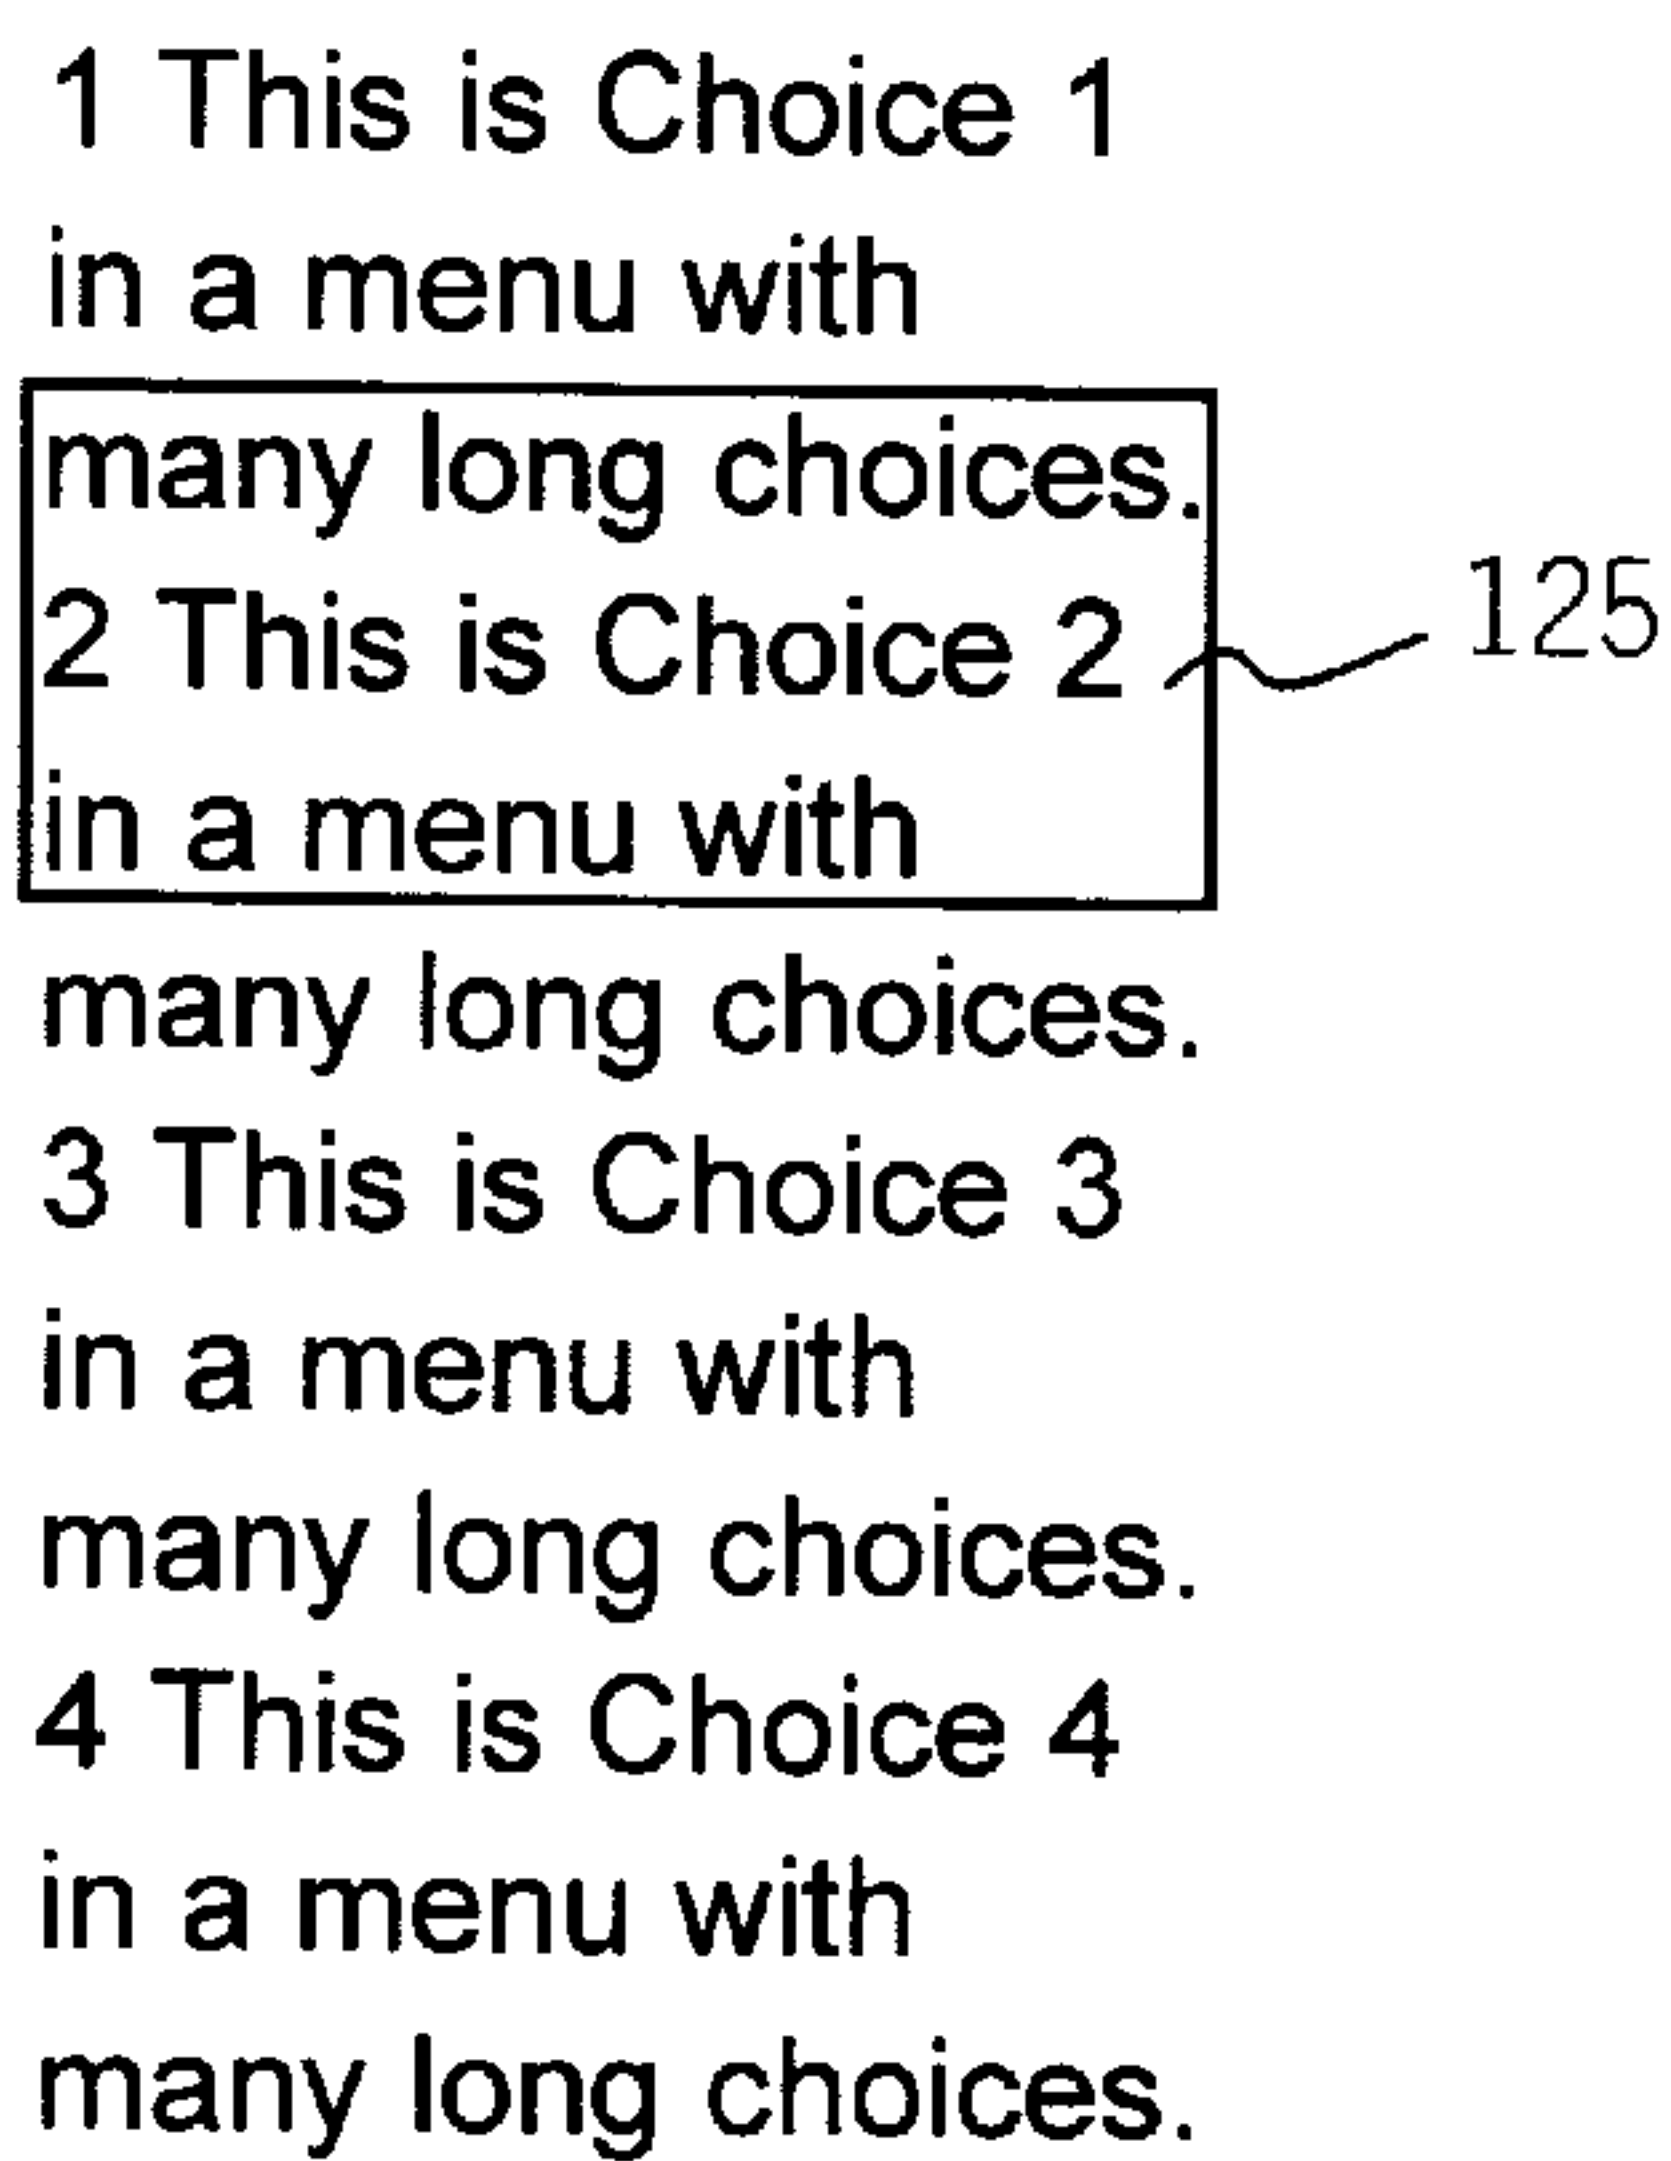 1 This is Choice 1
in a menu with
many long choices.
2 This is Choice 2
125
in a menu with
many long choices.
3 This is Choice 3
in a menu with
many long choices.
4 This is Choice 4
in a menu with
many long choices.